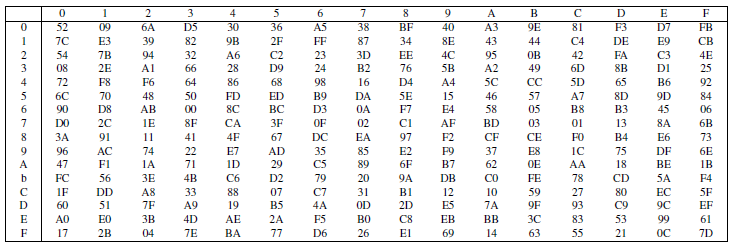 0 1 2 3 4 5 6 7 8 9 A B C D E F
0 52 09 6A D5 30 36 A5 38 BF 40 A3 9E 81 F3 D7 FB
1 7C E3 39 82 9B 2F FF 87 34 8E 43 44 C4 DE E9 CB
2 54 7B 94 32 A6 C2 23 3D EE 4C 95 0B 42 FA C3 4E
3 08 2E A1 66 28 D9 24 B2 76 5B A2 49 6D 8B D1 25
4 72 F8 F6 64 86 68 98 16 D4 A4 5C CC 5D 65 B6 92
5 6C 70 48 50 FD ED B9 DA 5E 15 46 57 A7 8D 9D 84
6 90 D8 AB 00 8C BC D3 0A F7 E4 58 05 B8 B3 45 06
7 D0 2C 1E 8F CA 3F 0F 02 C1 AF BD 03 01 13 8A 6B
8 3A 91 11 41 4F 67 DC EA 97 F2 CF CE F0 B4 E6 73
9 96 AC 74 22 E7 AD 35 85 E2 F9 37 E8 1C 75 DF 6E
A 47 F1 1A 71 1D 29 C5 89 6F B7 62 0E AA 18 BE 1B
b FC 56 3E 4B C6 D2 79 20 9A DB C0 FE 78 CD 5A F4
C 1F DD A8 33 88 07 C7 31 B1 12 10 59 27 80 EC 5F
D 60 51 7F A9 19 B5 4A 0D 2D E5 7A 9F 93 C9 9C EF
E A0 E0 3B 4D AE 2A F5 B0 C8 EB BB 3C 83 53 99 61
F 17 2B 04 7E BA 77 D6 26 E1 69 14 63 55 21 0C 7D